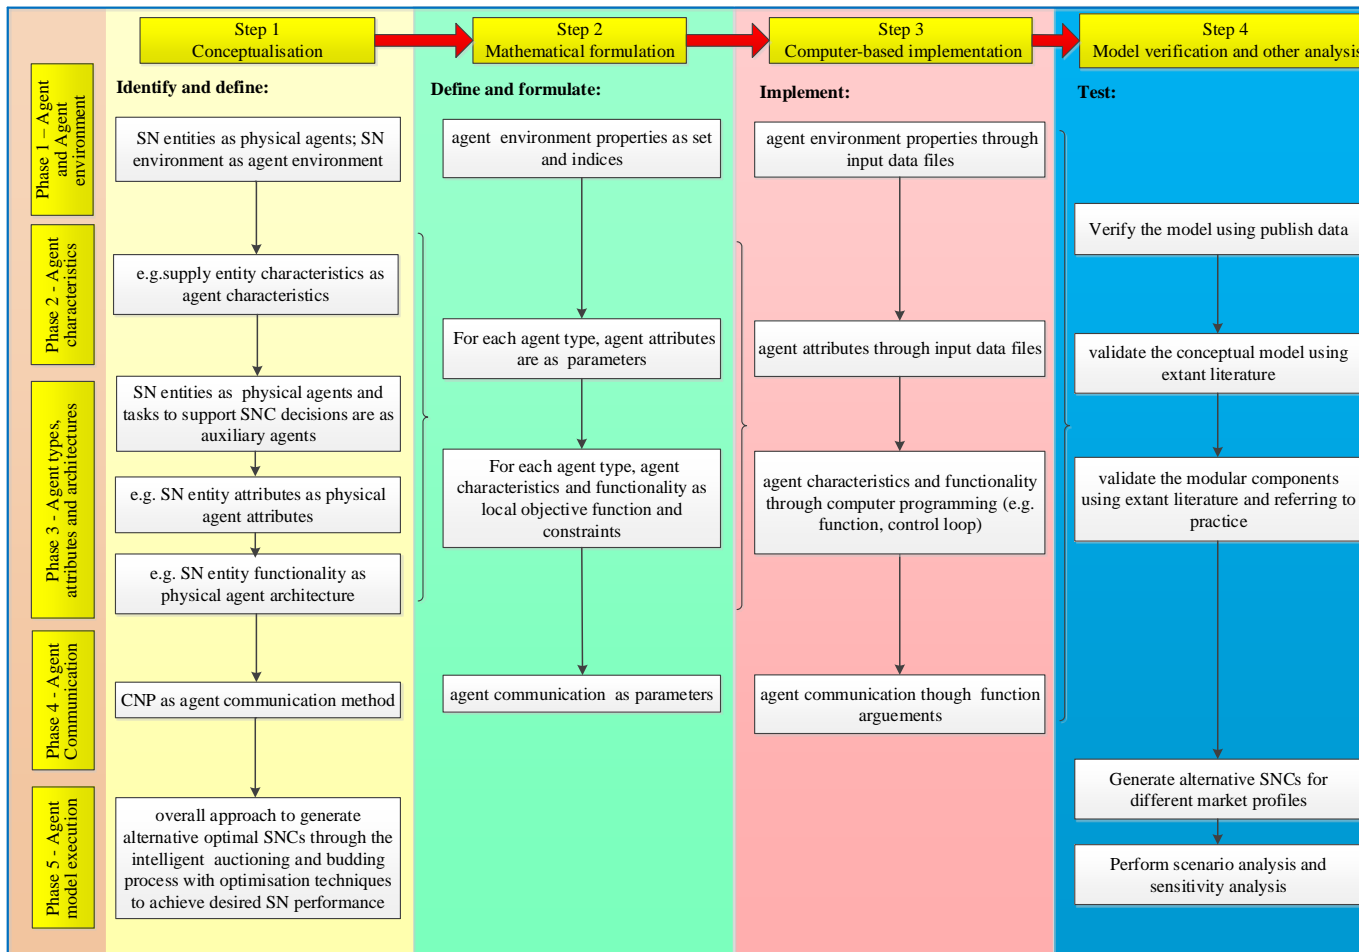 Step 1
Conceptualisation
Step 2
Mathematical formulation
Step 3
Computer-based implementation
Step 4
Model verification and other analysis
Phase 1 – Agent
and Agent
environment
Phase 2 - Agent
characteristics
Phase 3 - Agent types,
attributes and architectures
Phase 4 - Agent
Communication
Phase 5 - Agent
model execution
Identify and define:
SN entities as physical agents; SN
environment as agent environment
e.g.supply entity characteristics as
agent characteristics
SN entities as physical agents and
tasks to support SNC decisions are as
auxiliary agents
e.g. SN entity attributes as physical
agent attributes
e.g. SN entity functionality as
physical agent architecture
CNP as agent communication method
overall approach to generate
alternative optimal SNCs through the
intelligent auctioning and budding
process with optimisation techniques
to achieve desired SN performance
Define and formulate:
agent environment properties as set
and indices
For each agent type, agent attributes
are as parameters
For each agent type, agent
characteristics and functionality as
local objective function and
constraints
agent communication as parameters
Implement:
agent environment properties through
input data files
agent attributes through input data files
agent characteristics and functionality
through computer programming (e.g.
function, control loop)
agent communication though function
arguements
Test:
Verify the model using publish data
validate the conceptual model using
extant literature
validate the modular components
using extant literature and referring to
practice
Generate alternative SNCs for
different market profiles
Perform scenario analysis and
sensitivity analysis